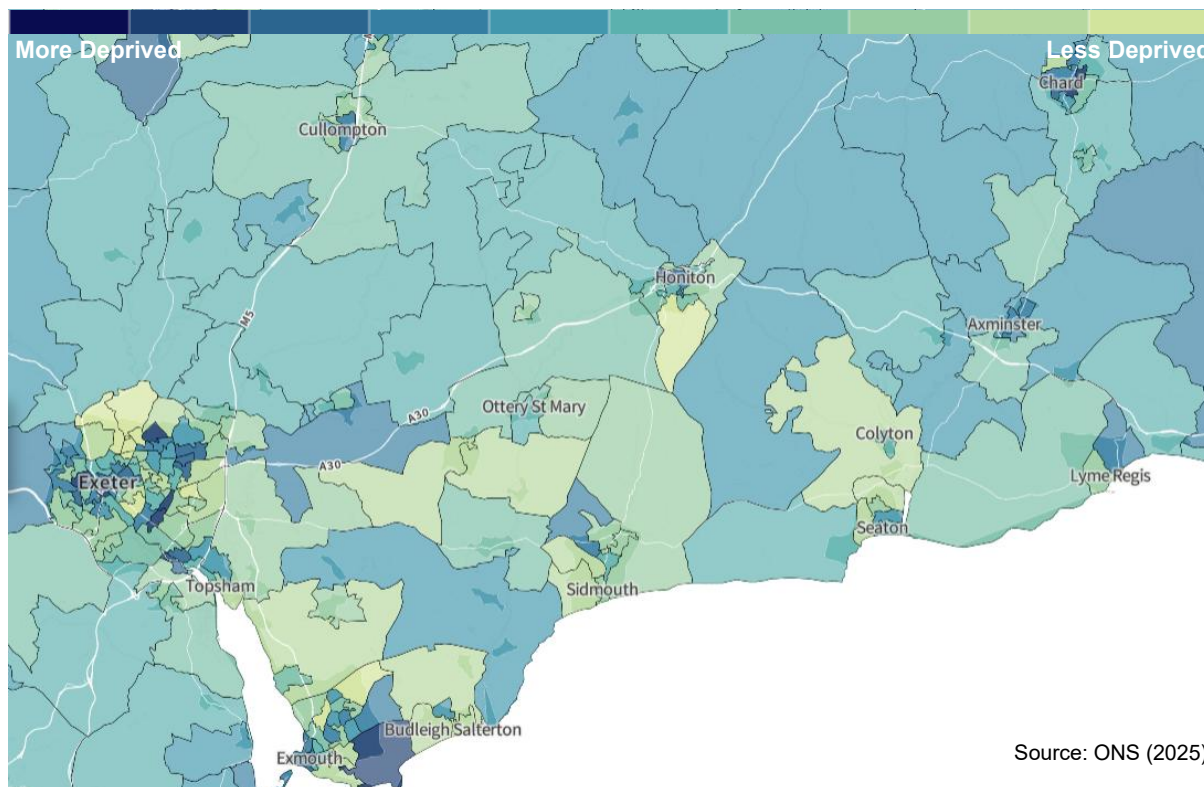 More Deprived
Less Deprived
Chard
Cullompton
Honiton
M5
Axminster
Ottery St Mary
A30
Colyton
A30
Exeter
Lyme Regis
Seaton
Topsham
Sidmouth
Budleigh Salterton
Exmouth
Source: ONS (2025)